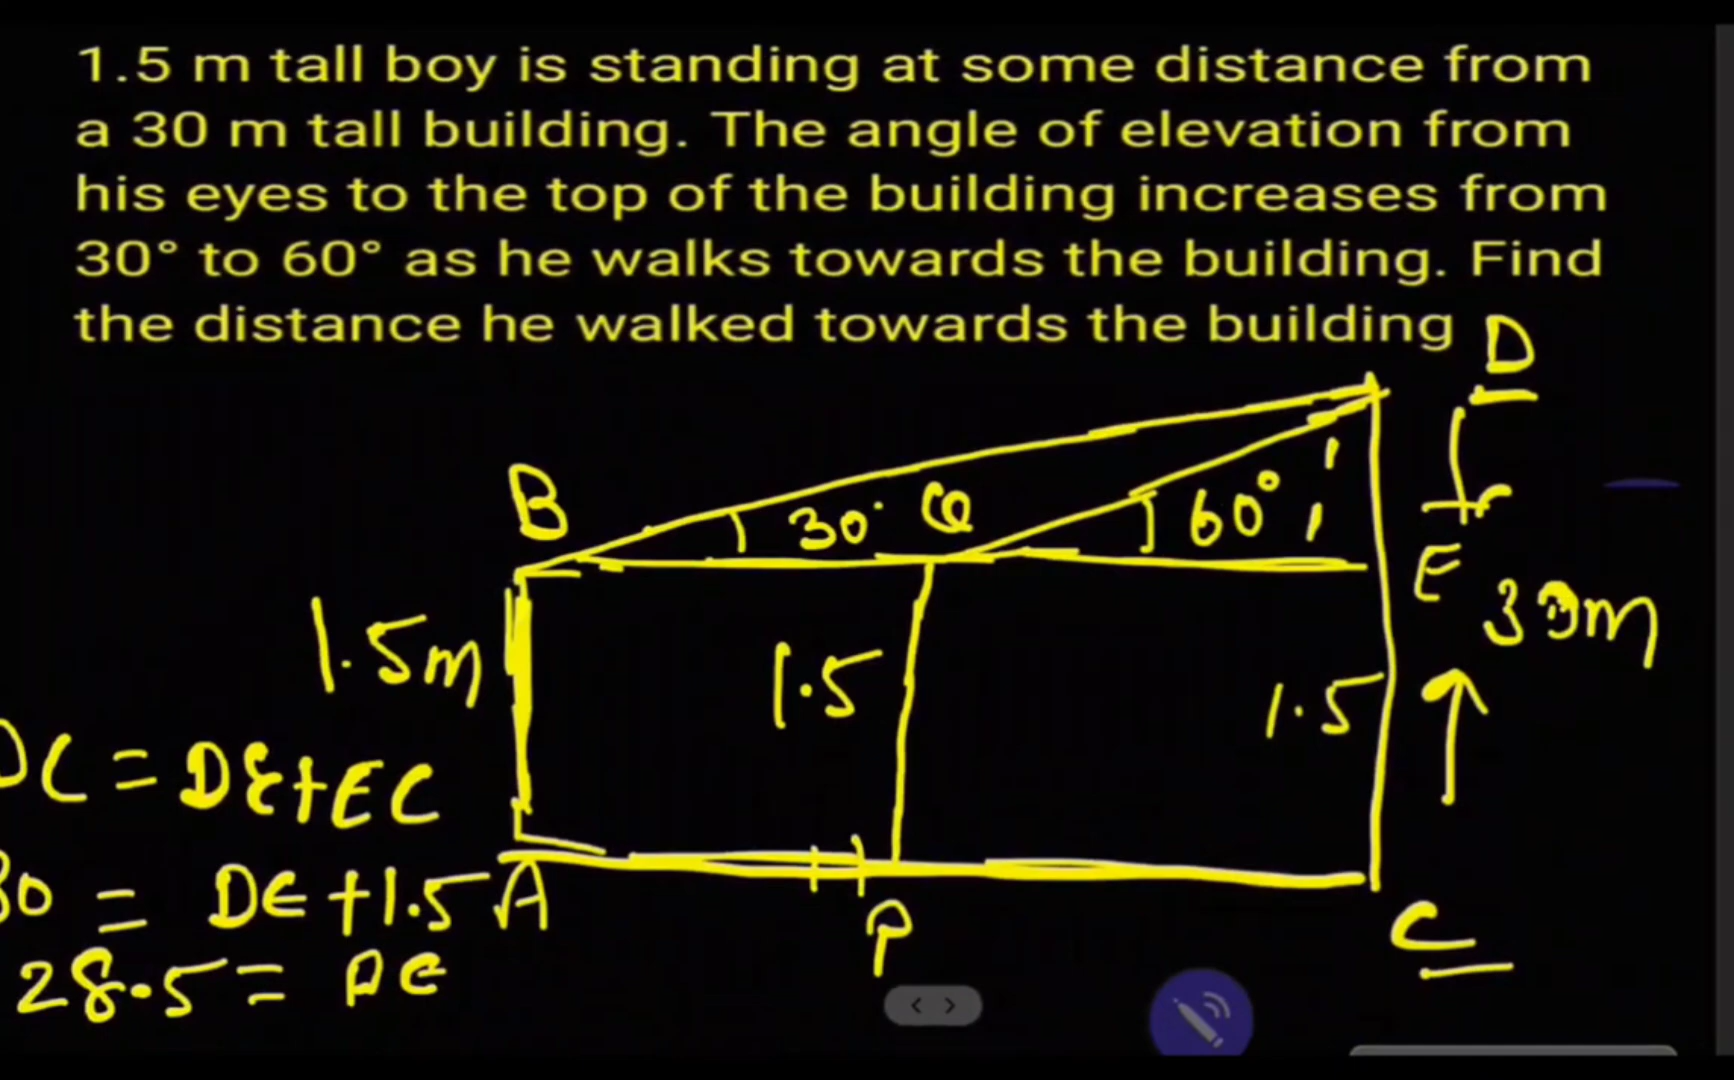 1.5 m tall boy is standing at some distance from
a 30 m tall building. The angle of elevation from
his eyes to the top of the building increases from
30° to 60° as he walks towards the building. Find
the distance he walked towards the building
D
B
30°
Q
60°
E
30m
1.5m
1.5
1.5
DC = DE+EC
30 = DE+1.5
A
P
C
28.5 = DE